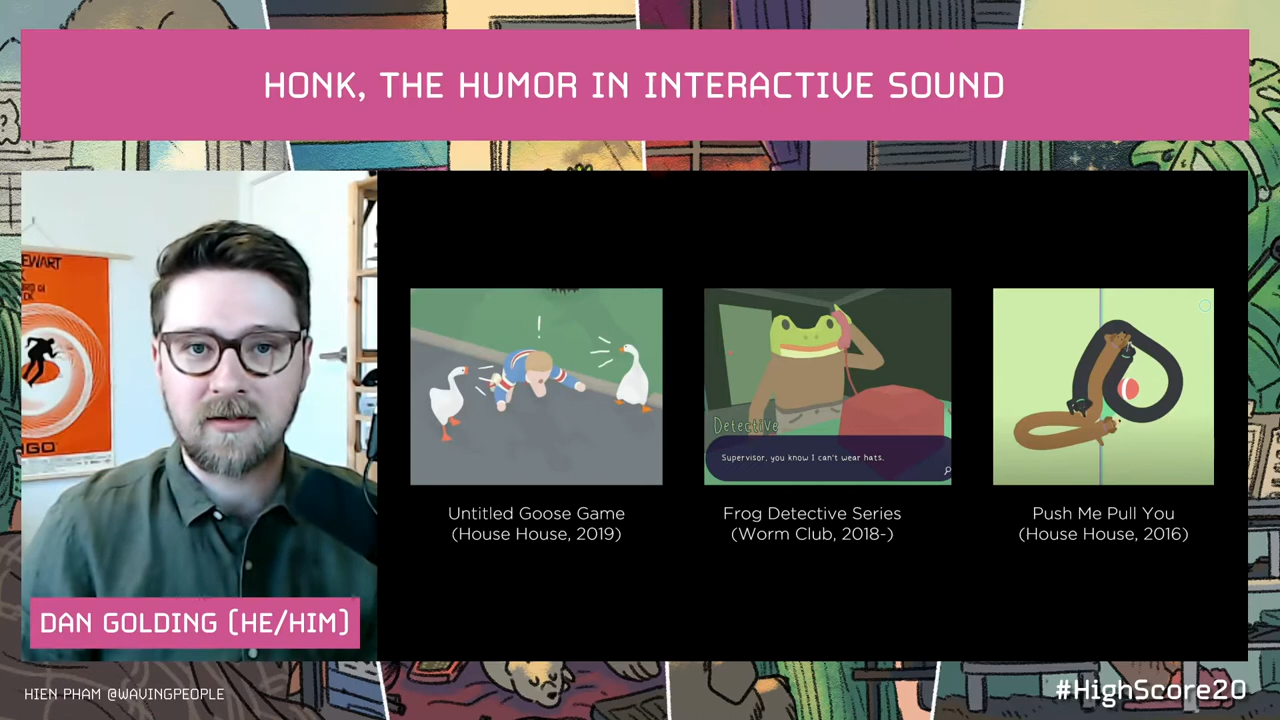 HONK, THE HUMOR IN INTERACTIVE SOUND
EWART
GO
DAN GOLDING (HE/HIM)
Detective
Supervisor, you know I can't wear hats.
Untitled Goose Game
(House House, 2019)
Frog Detective Series
(Worm Club, 2018-)
Push Me Pull You
(House House, 2016)
HIEN PHAM @WAVINGPEOPLE
#HighScore20